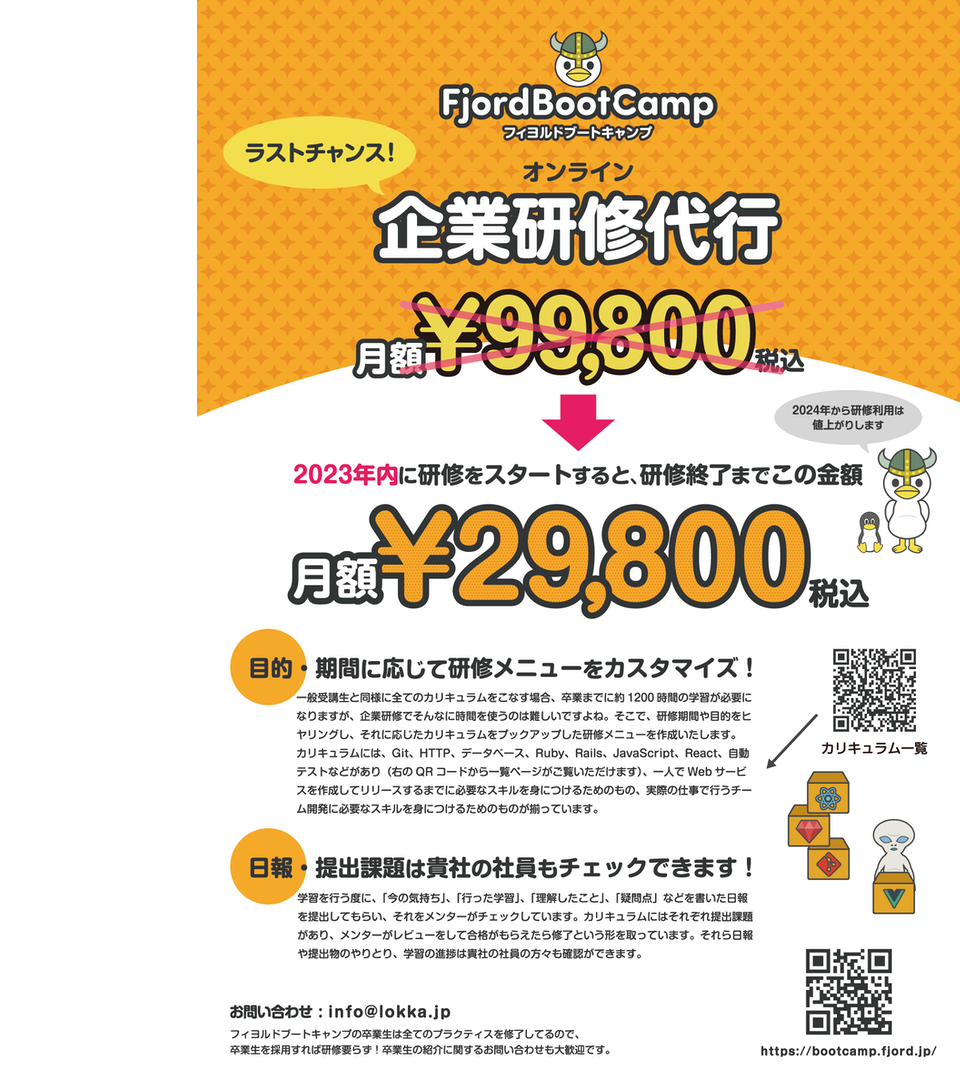 FjordBootCamp
フィヨルドブートキャンプ
ラストチャンス！
オンライン
企業研修代行
月額¥99,800税込
2024年から研修利用は
値上がりします
2023年内に研修をスタートすると、研修終了までこの金額
月額¥29,800税込
目的・期間に応じて研修メニューをカスタマイズ！
一般受講生と同様に全てのカリキュラムをこなす場合、卒業までに約1200時間の学習が必要に
なりますが、企業研修でそんなに時間を使うのは難しいですよね。そこで、研修期間や目的をヒ
ヤリングし、それに応じたカリキュラムをブックアップした研修メニューを作成いたします。
カリキュラムには、Git、HTTP、データベース、Ruby、Rails、JavaScript、React、自動
テストなどがあり（右のQRコードから一覧ページがご覧いただけます）、一人でWebサービ
スを作成してリリースするまでに必要なスキルを身につけるためのもの、実際の仕事で行うチー
ム開発に必要なスキルを身につけるためのものが揃っています。
カリキュラム一覧
日報・提出課題は貴社の社員もチェックできます！
学習を行う度に、「今の気持ち」、「行った学習」、「理解したこと」、「疑問点」などを書いた日報
を提出してもらい、それをメンターがチェックしています。カリキュラムにはそれぞれ提出課題
があり、メンターがレビューをして合格がもらえたら修了という形を取っています。それら日報
や提出物のやりとり、学習の進捗は貴社の社員の方々も確認ができます。
お問い合わせ：info@lokka.jp
フィヨルドブートキャンプの卒業生は全てのプラクティスを修了してるので、
卒業生を採用すれば研修要らず！卒業生の紹介に関するお問い合わせも大歓迎です。
https://bootcamp.fjord.jp/